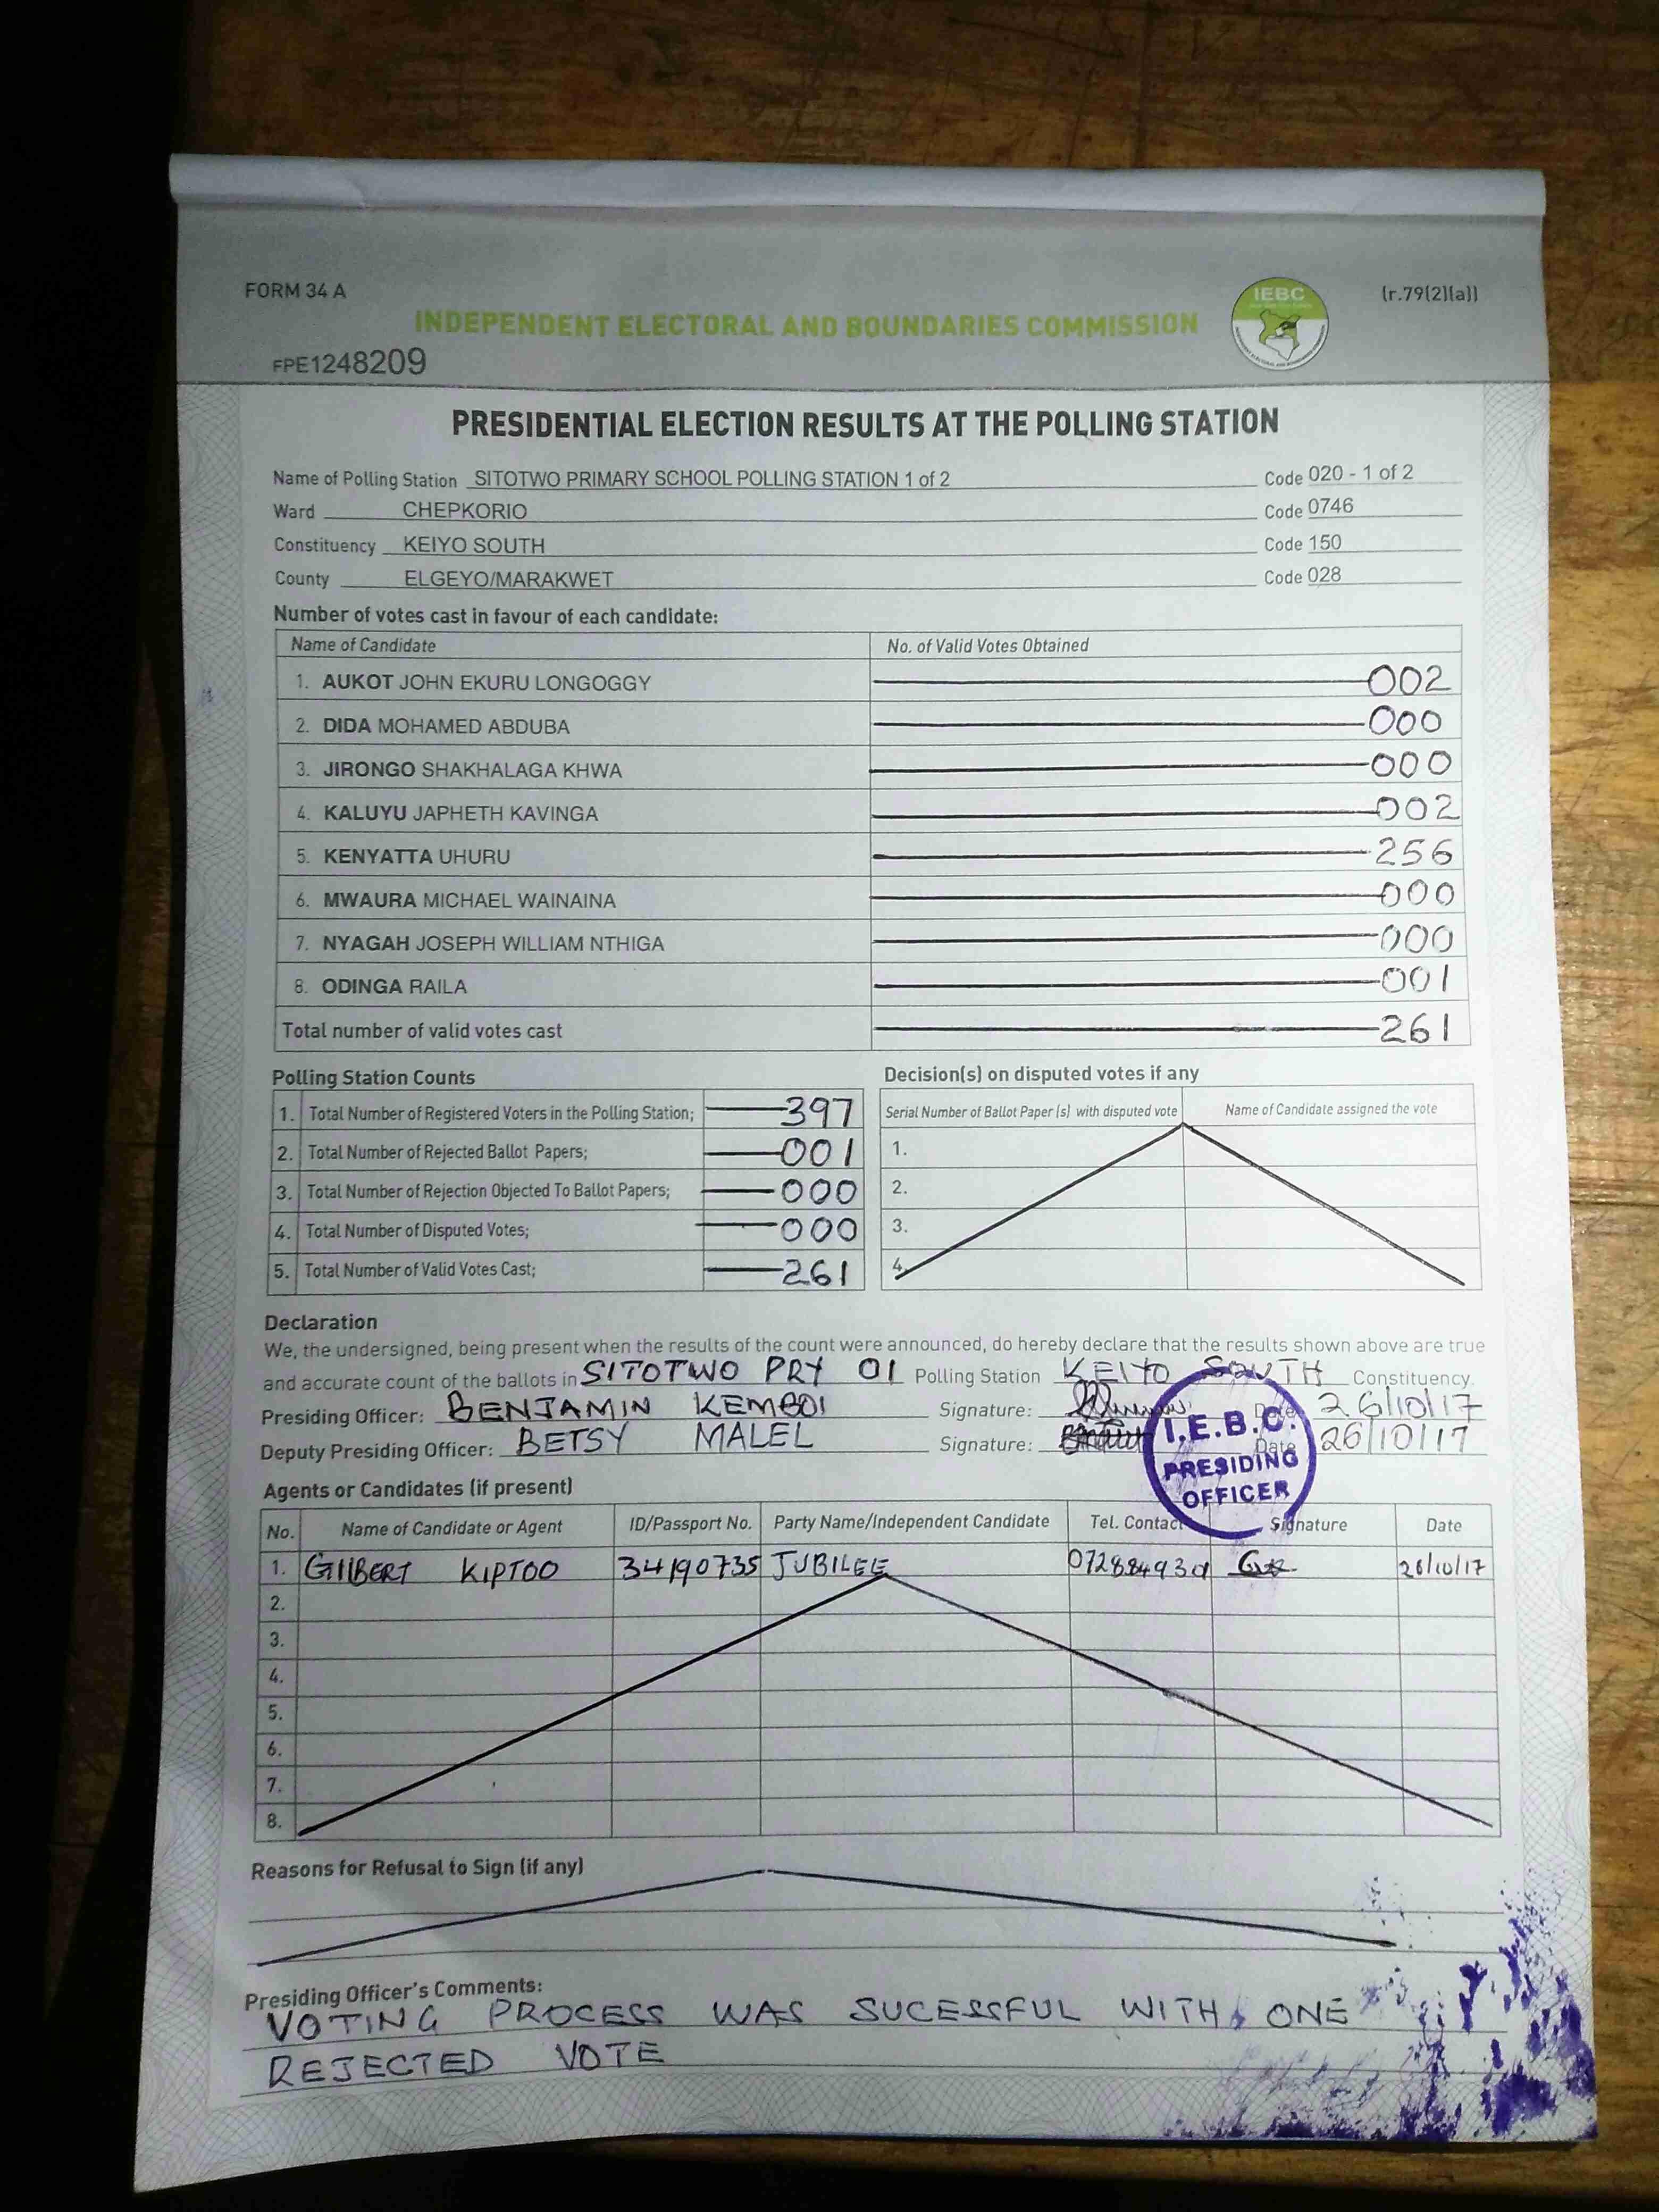 FORM 34 A
(r.79(2)(a))
IEBC
INDEPENDENT ELECTORAL AND BOUNDARIES COMMISSION
FPE1248209
PRESIDENTIAL ELECTION RESULTS AT THE POLLING STATION
Name of Polling Station SITOTWO PRIMARY SCHOOL POLLING STATION 1 of 2 Code 020 - 1 of 2
Ward CHEPKORIO Code 0746
Constituency KEIYO SOUTH Code 150
County ELGEYO/MARAKWET Code 028
Number of votes cast in favour of each candidate:
Name of Candidate No. of Valid Votes Obtained
1. AUKOT JOHN EKURU LONGOGGY 002
2. DIDA MOHAMED ABDUBA 000
3. JIRONGO SHAKHALAGA KHWA 000
4. KALUYU JAPHETH KAVINGA 002
5. KENYATTA UHURU 256
6. MWAURA MICHAEL WAINAINA 000
7. NYAGAH JOSEPH WILLIAM NTHIGA 000
8. ODINGA RAILA 001
Total number of valid votes cast 261
Polling Station Counts
1. Total Number of Registered Voters in the Polling Station; 397
2. Total Number of Rejected Ballot Papers; 001
3. Total Number of Rejection Objected To Ballot Papers; 000
4. Total Number of Disputed Votes; 000
5. Total Number of Valid Votes Cast; 261
Decision(s) on disputed votes if any
Serial Number of Ballot Paper (s) with disputed vote Name of Candidate assigned the vote
1.
2.
3.
4.
Declaration
We, the undersigned, being present when the results of the count were announced, do hereby declare that the results shown above are true
and accurate count of the ballots in SITOTWO PRY 01 Polling Station KEIYO SOUTH Constituency.
Presiding Officer: BENJAMIN KEMBOI Signature: Date 26/10/17
Deputy Presiding Officer: BETSY MALEL Signature: Date 26/10/17
I.E.B.C.
PRESIDING
OFFICER
Agents or Candidates (if present)
No. Name of Candidate or Agent ID/Passport No. Party Name/Independent Candidate Tel. Contact Signature Date
1. GILBERT KIPTOO 34190735 JUBILEE 26/10/17
2.
3.
4.
5.
6.
7.
8.
Reasons for Refusal to Sign (if any)
Presiding Officer's Comments:
VOTING PROCESS WAS SUCESSFUL WITH ONE
REJECTED VOTE